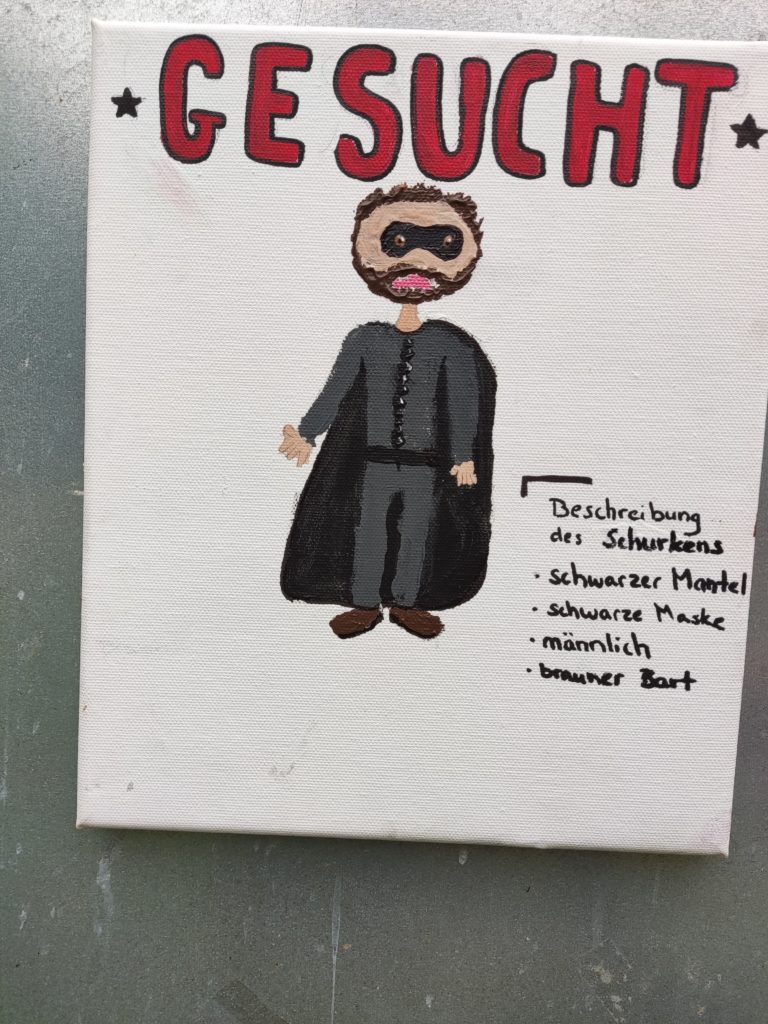 GESUCHT
Beschreibung
des Schurkens
· schwarzer Mantel
· schwarze Maske
· männlich
· brauner Bart